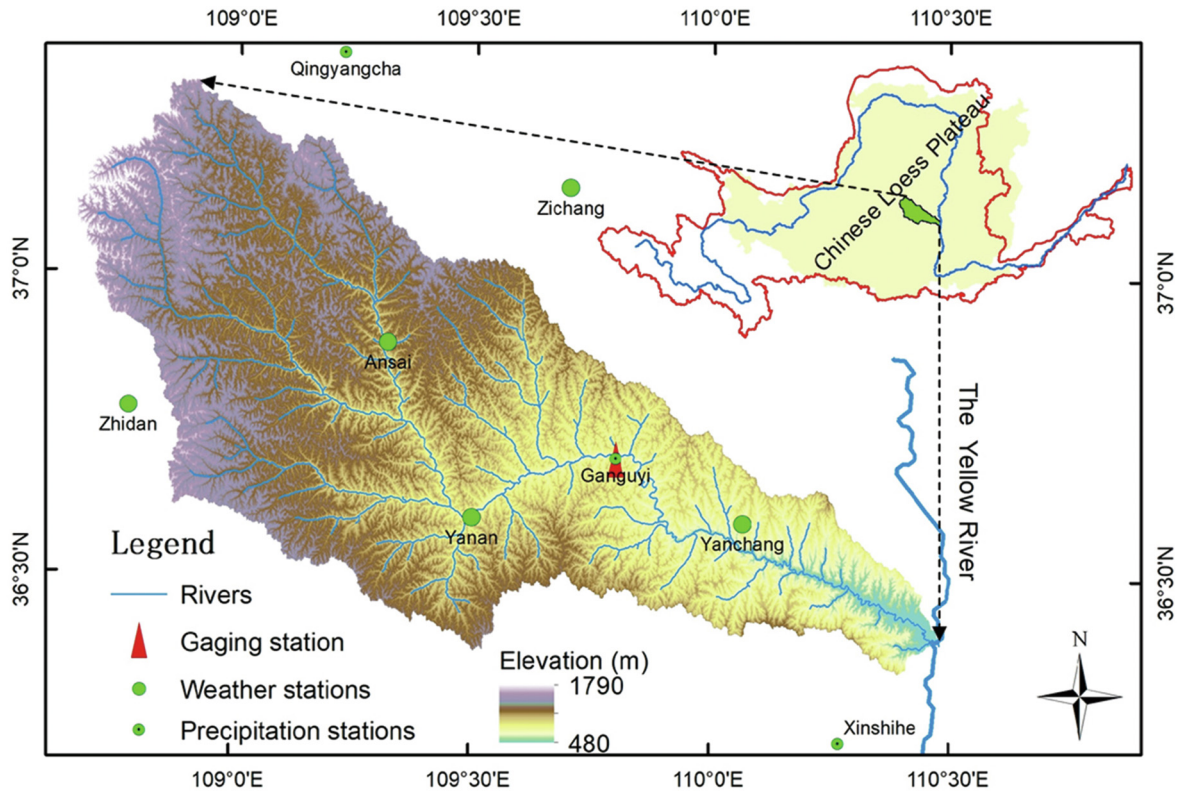 109°0'E 109°30'E 110°0'E 110°30'E
Qingyangcha
Chinese Loess Plateau
Zichang
37°0'N
37°0'N
Ansai
The Yellow River
Zhidan
Ganguyi
Yanan
Yanchang
36°30'N
36°30'N
Legend
Rivers
Gaging station
Weather stations
Precipitation stations
Elevation (m)
1790
480
N
Xinshihe
109°0'E 109°30'E 110°0'E 110°30'E